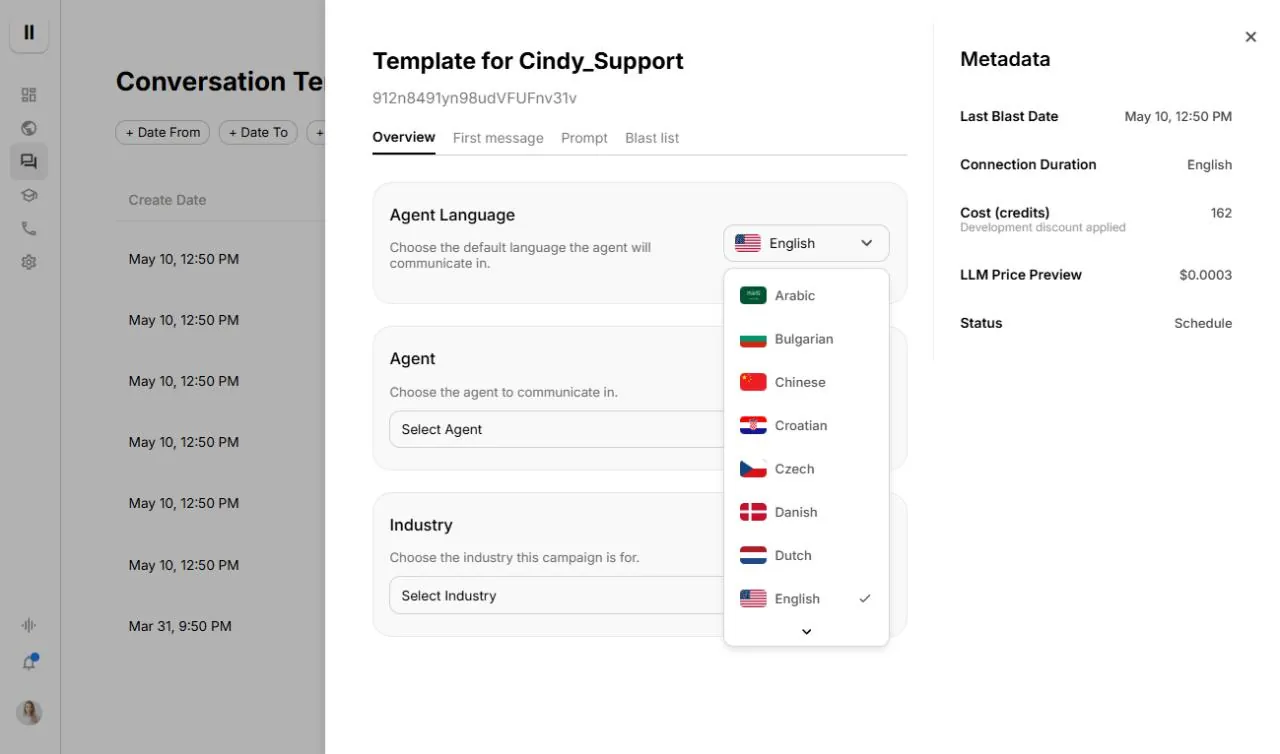 Conversation Te
+ Date From
+ Date To
+
Create Date
May 10, 12:50 PM
May 10, 12:50 PM
May 10, 12:50 PM
May 10, 12:50 PM
May 10, 12:50 PM
May 10, 12:50 PM
Mar 31, 9:50 PM
Template for Cindy_Support
912n8491yn98udVFUFnv31v
Overview
First message
Prompt
Blast list
Agent Language
Choose the default language the agent will
communicate in.
English
Arabic
Bulgarian
Chinese
Croatian
Czech
Danish
Dutch
English
Agent
Choose the agent to communicate in.
Select Agent
Industry
Choose the industry this campaign is for.
Select Industry
Metadata
Last Blast Date May 10, 12:50 PM
Connection Duration English
Cost (credits) 162
Development discount applied
LLM Price Preview $0.0003
Status Schedule